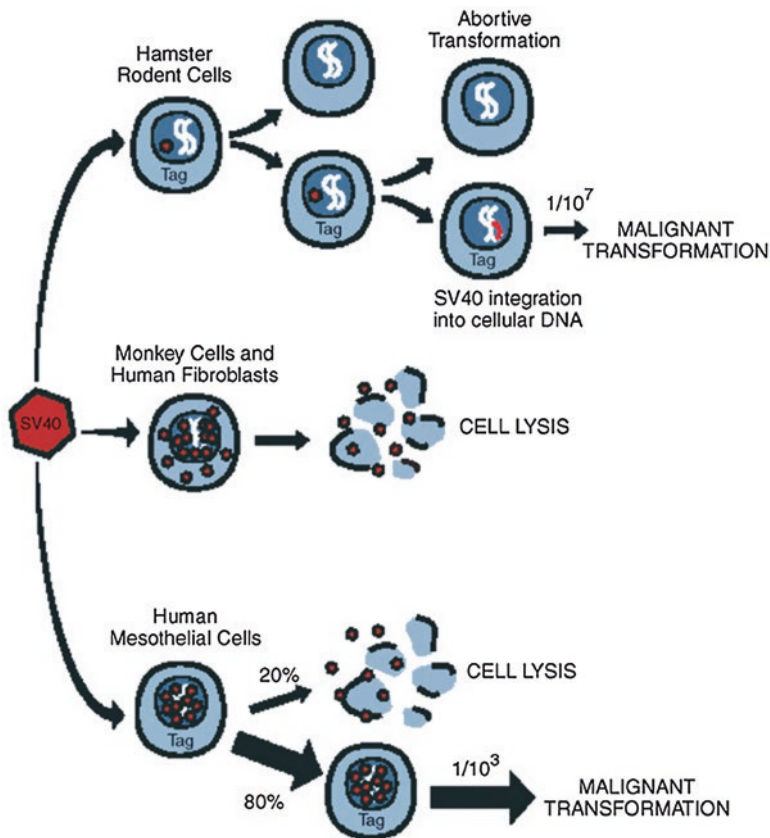 Hamster
Rodent Cells
Tag
Abortive
Transformation
Tag
Tag
1/10⁷
MALIGNANT
TRANSFORMATION
SV40 integration
into cellular DNA
SV40
Monkey Cells and
Human Fibroblasts
CELL LYSIS
Human
Mesothelial Cells
Tag
20%
CELL LYSIS
80%
Tag
1/10³
MALIGNANT
TRANSFORMATION